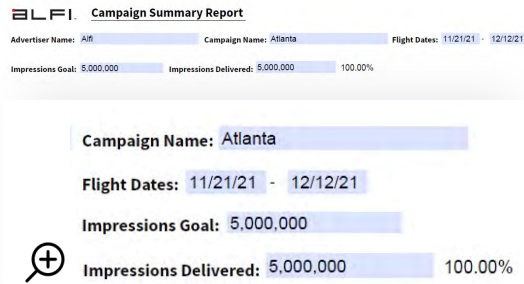 ALFI. Campaign Summary Report
Advertiser Name: Alfi Campaign Name: Atlanta Flight Dates: 11/21/21 - 12/12/21
Impressions Goal: 5,000,000 Impressions Delivered: 5,000,000 100.00%
Campaign Name: Atlanta
Flight Dates: 11/21/21 - 12/12/21
Impressions Goal: 5,000,000
Impressions Delivered: 5,000,000 100.00%